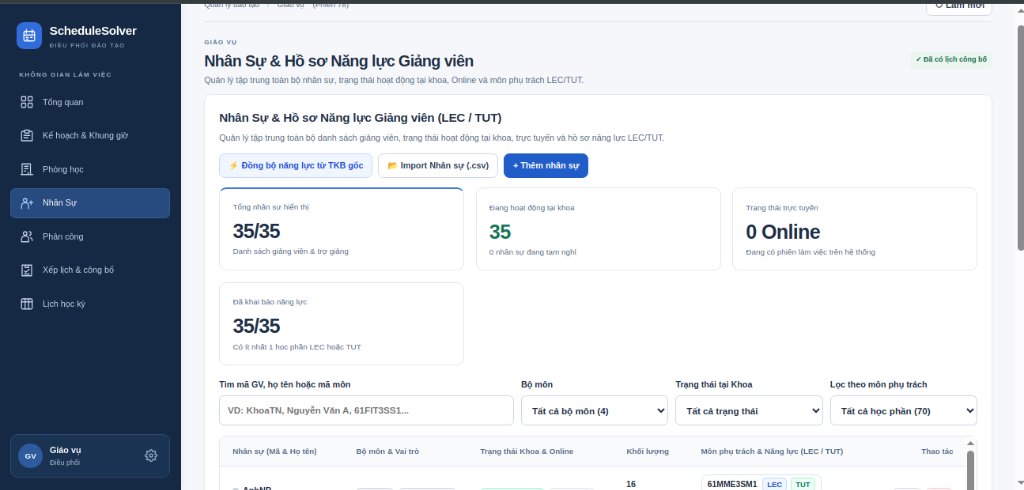 Quản lý đào tạo / Giáo vụ (Phiên 78)
Làm mới
ScheduleSolver
ĐIỀU PHỐI ĐÀO TẠO
KHÔNG GIAN LÀM VIỆC
Tổng quan
Kế hoạch & Khung giờ
Phòng học
Nhân Sự
Phân công
Xếp lịch & công bố
Lịch học kỳ
GV
Giáo vụ
Điều phối
GIÁO VỤ
Nhân Sự & Hồ sơ Năng lực Giảng viên
✓ Đã có lịch công bố
Quản lý tập trung toàn bộ nhân sự, trạng thái hoạt động tại khoa, Online và môn phụ trách LEC/TUT.
Nhân Sự & Hồ sơ Năng lực Giảng viên (LEC / TUT)
Quản lý tập trung toàn bộ danh sách giảng viên, trạng thái hoạt động tại khoa, trực tuyến và hồ sơ năng lực LEC/TUT.
⚡ Đồng bộ năng lực từ TKB gốc
📂 Import Nhân sự (.csv)
+ Thêm nhân sự
Tổng nhân sự hiển thị
35/35
Danh sách giảng viên & trợ giảng
Đang hoạt động tại khoa
35
0 nhân sự đang tạm nghỉ
Trạng thái trực tuyến
0 Online
Đang có phiên làm việc trên hệ thống
Đã khai báo năng lực
35/35
Có ít nhất 1 học phần LEC hoặc TUT
Tìm mã GV, họ tên hoặc mã môn
VD: KhoaTN, Nguyễn Văn A, 61FIT3SS1...
Bộ môn
Tất cả bộ môn (4)
Trạng thái tại Khoa
Tất cả trạng thái
Lọc theo môn phụ trách
Tất cả học phần (70)
Nhân sự (Mã & Họ tên) Bộ môn & Vai trò Trạng thái Khoa & Online Khối lượng Môn phụ trách & Năng lực (LEC / TUT) Thao tác
16
61MME3SM1 LEC TUT